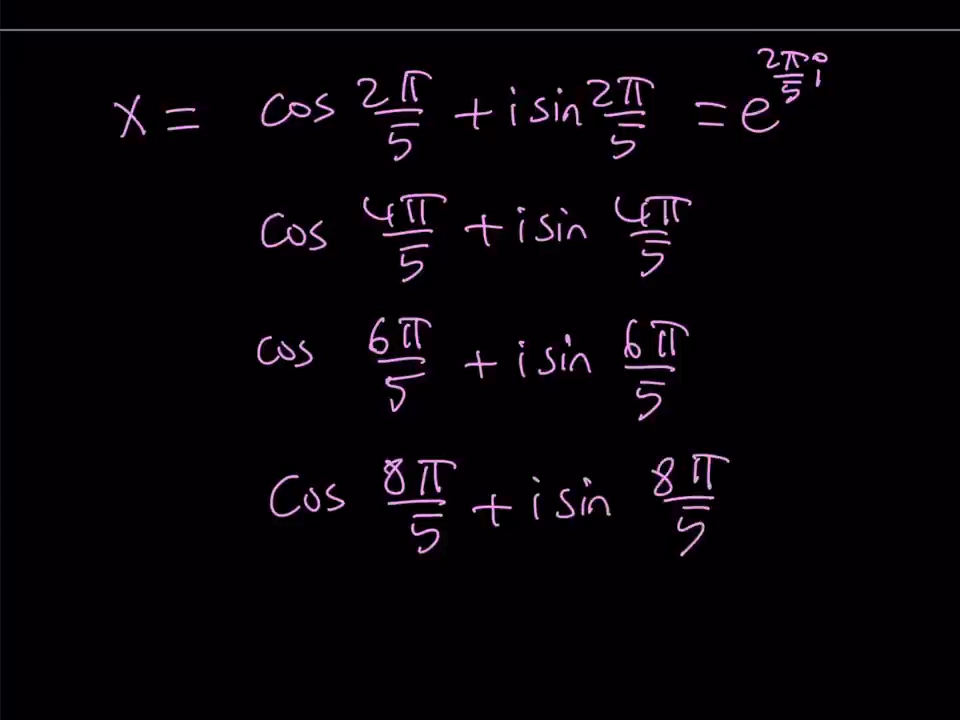 x = cos 2π/5 + i sin 2π/5 = e^(2π/5 i)
cos 4π/5 + i sin 4π/5
cos 6π/5 + i sin 6π/5
cos 8π/5 + i sin 8π/5